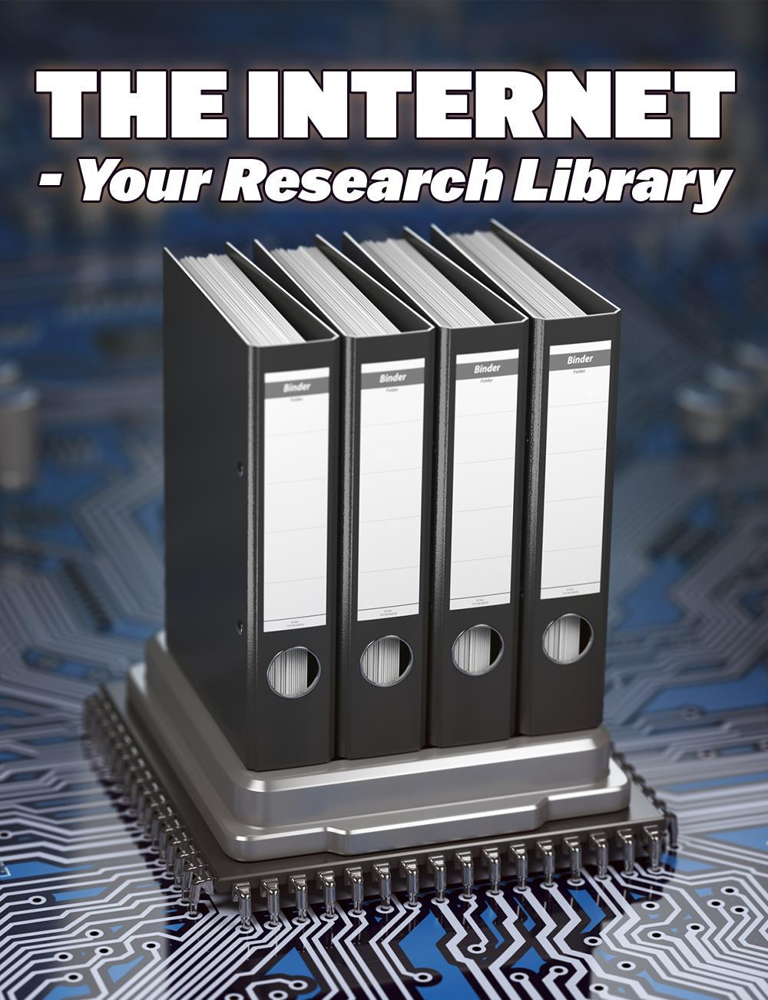 THE INTERNET
- Your Research Library
Binder
Folder
Binder
Folder
Binder
Folder
Binder
Folder